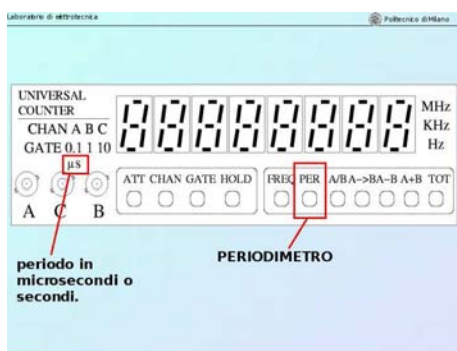 Laboratorio di elettrotecnica
Politecnico di Milano
UNIVERSAL
COUNTER
CHAN A B C
GATE 0.1 1 10
µs
MHz
KHz
Hz
ATT CHAN GATE HOLD
FREQ PER A/B A->B A-B A+B TOT
A C B
PERIODIMETRO
periodo in
microsecondi o
secondi.